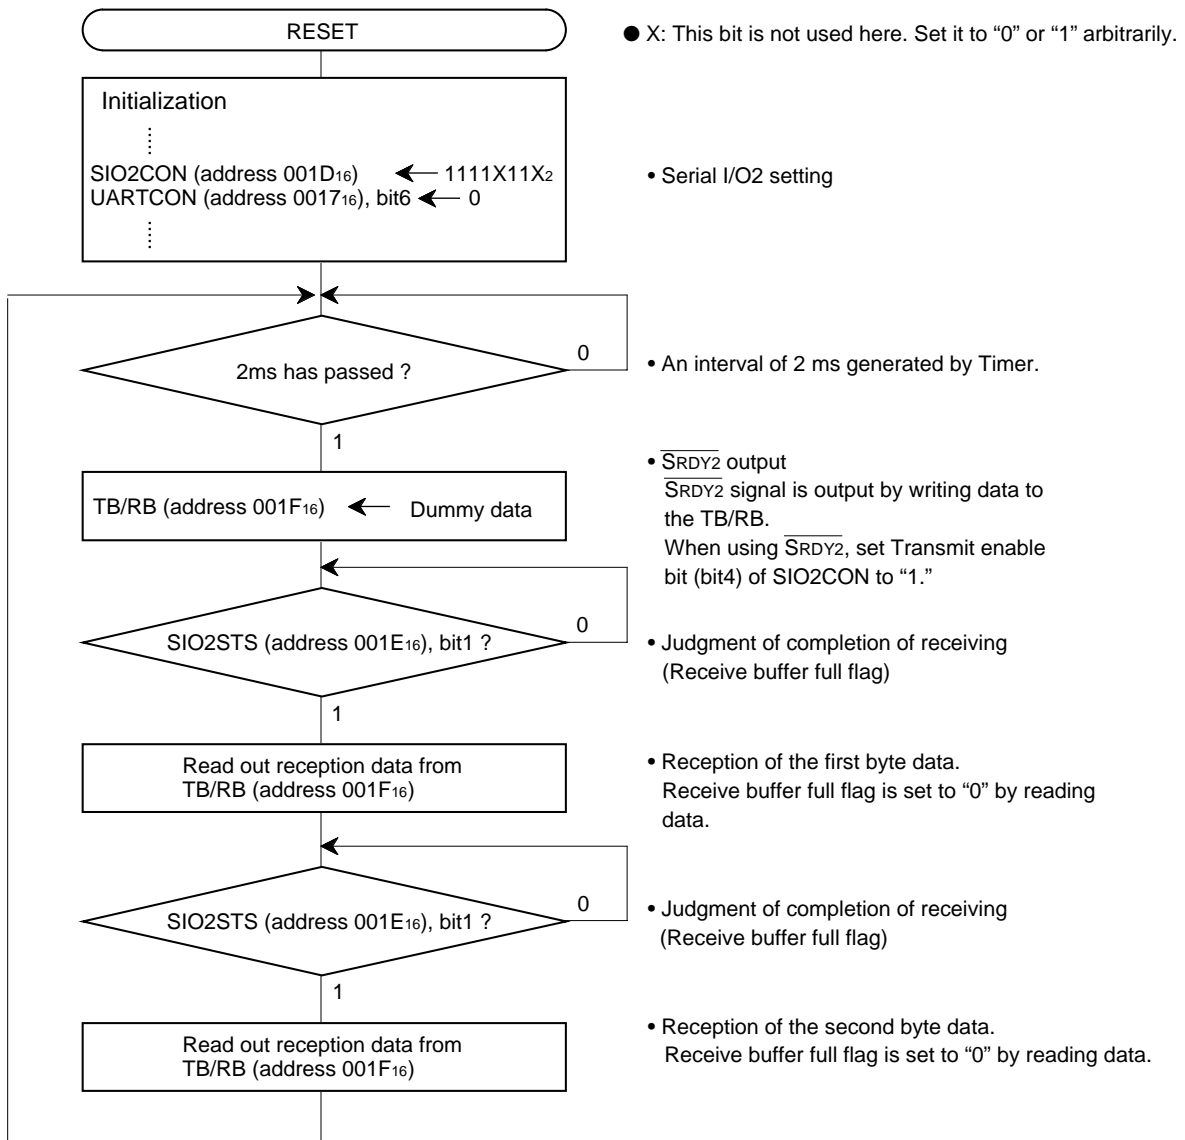 RESET
● X: This bit is not used here. Set it to “0” or “1” arbitrarily.
Initialization
SIO2CON (address 001D16) ← 1111X11X2
UARTCON (address 001716), bit6 ← 0
• Serial I/O2 setting
2ms has passed ?
0
1
• An interval of 2 ms generated by Timer.
TB/RB (address 001F16) ← Dummy data
• SRDY2 output
SRDY2 signal is output by writing data to
the TB/RB.
When using SRDY2, set Transmit enable
bit (bit4) of SIO2CON to “1.”
SIO2STS (address 001E16), bit1 ?
0
1
• Judgment of completion of receiving
(Receive buffer full flag)
Read out reception data from
TB/RB (address 001F16)
• Reception of the first byte data.
Receive buffer full flag is set to “0” by reading
data.
SIO2STS (address 001E16), bit1 ?
0
1
• Judgment of completion of receiving
(Receive buffer full flag)
Read out reception data from
TB/RB (address 001F16)
• Reception of the second byte data.
Receive buffer full flag is set to “0” by reading data.